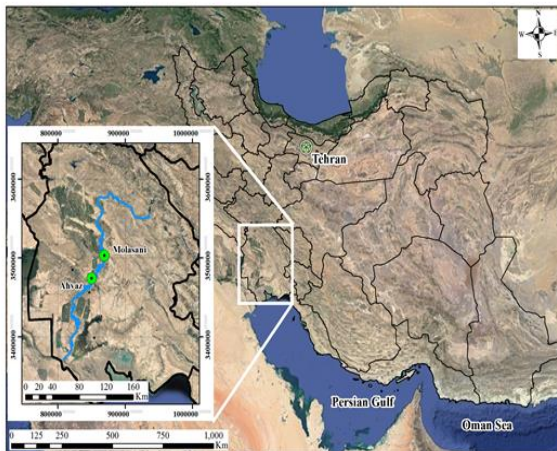 N
W E
S
Tehran
800000 900000 1000000
3600000
3500000
3400000
Molasani
Ahvaz
0 20 40 80 120 160
Km
800000 900000 1000000
Persian Gulf
Oman Sea
0 125 250 500 750 1,000
Km